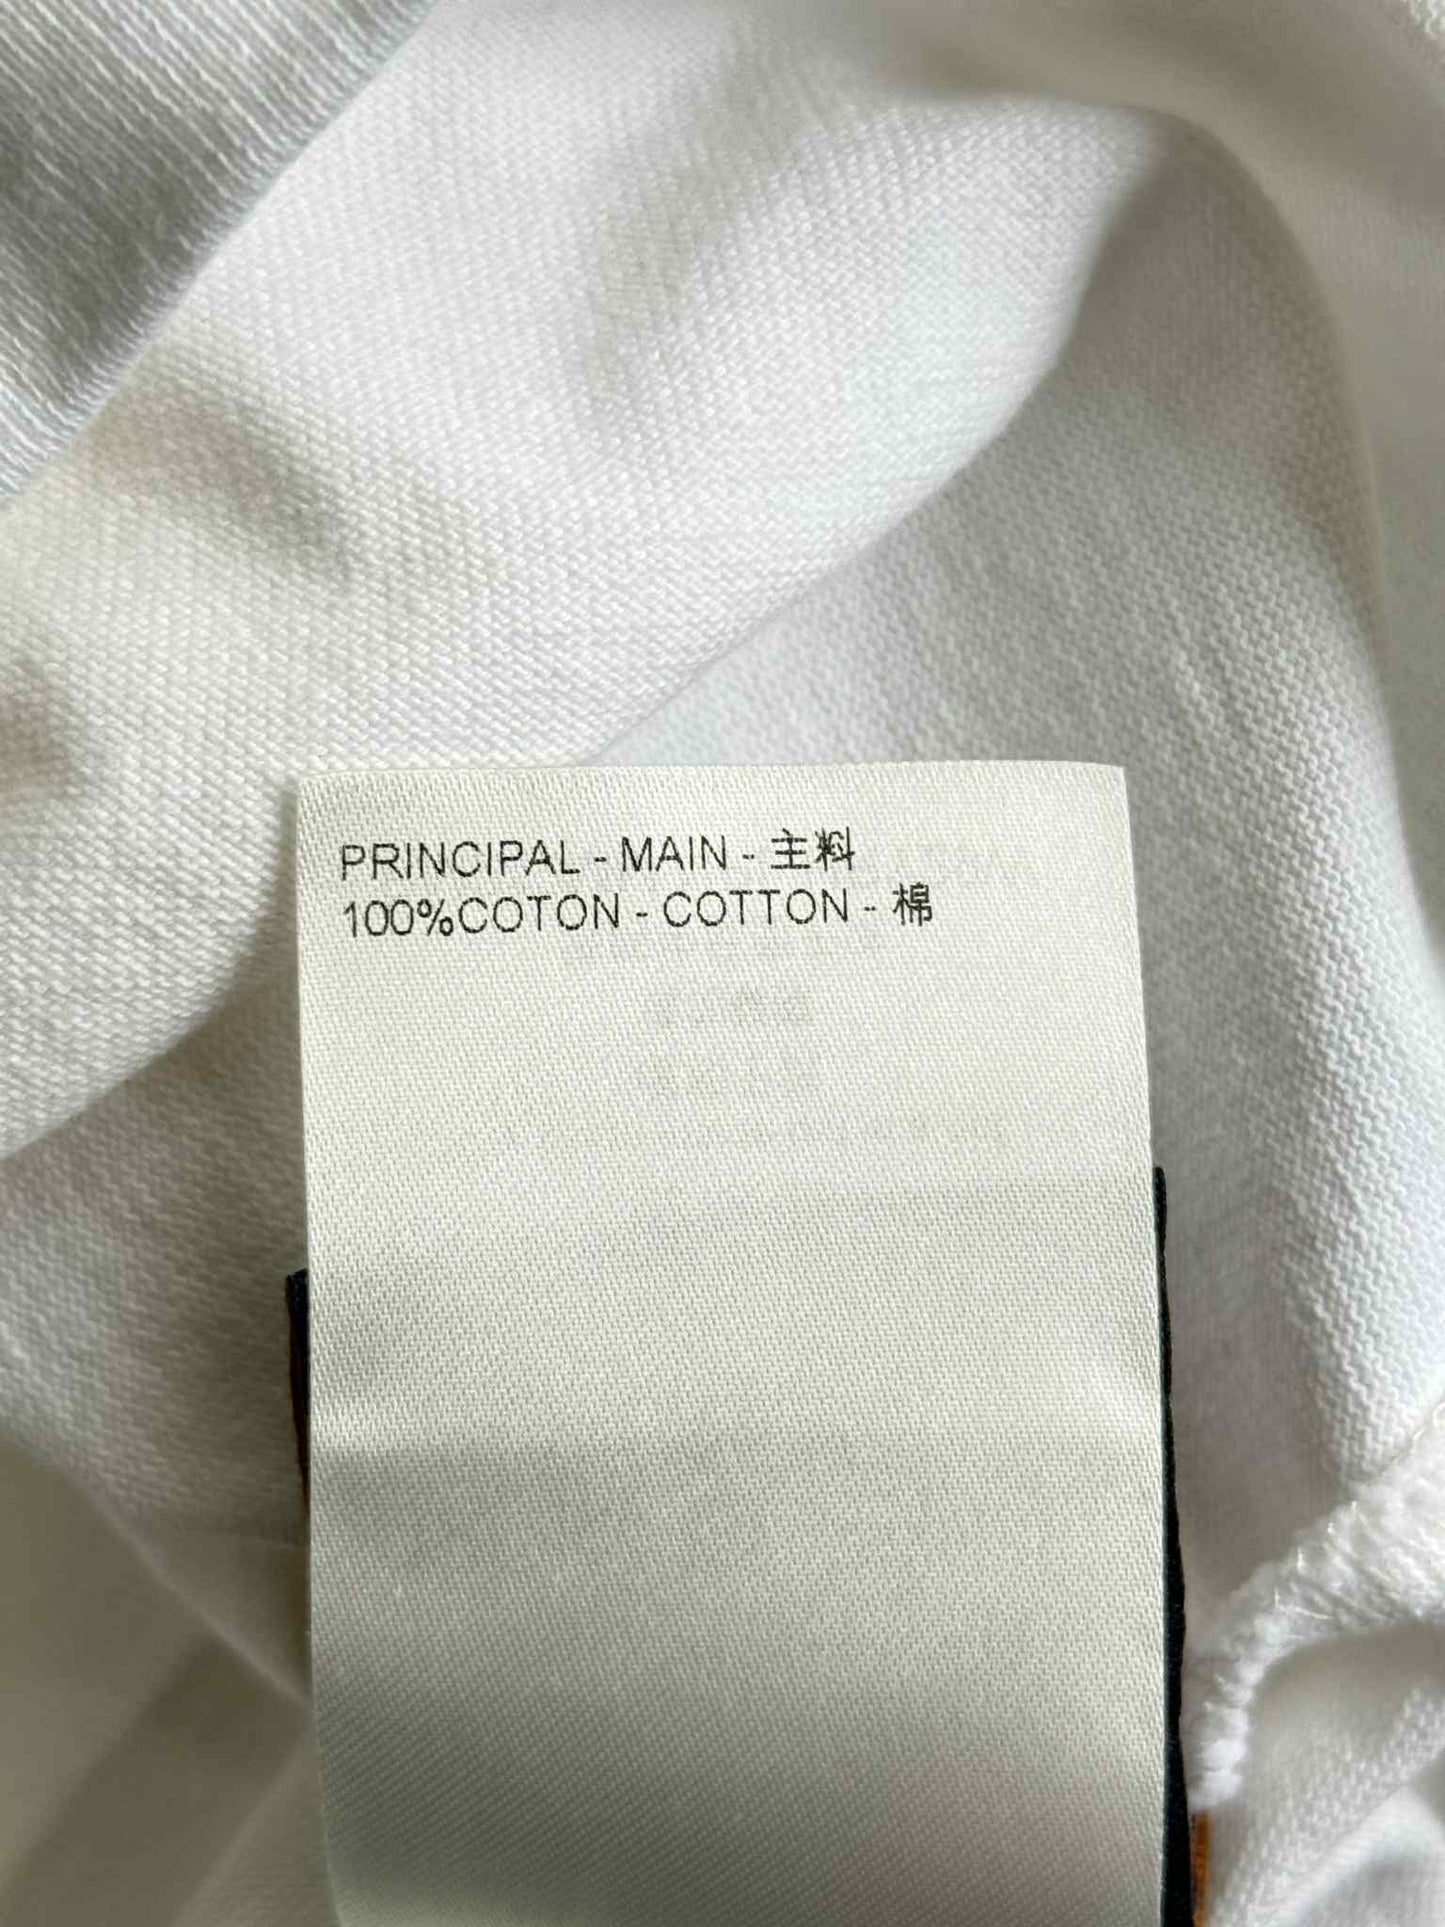 PRINCIPAL - MAIN - 主料
100%COTON - COTTON - 棉